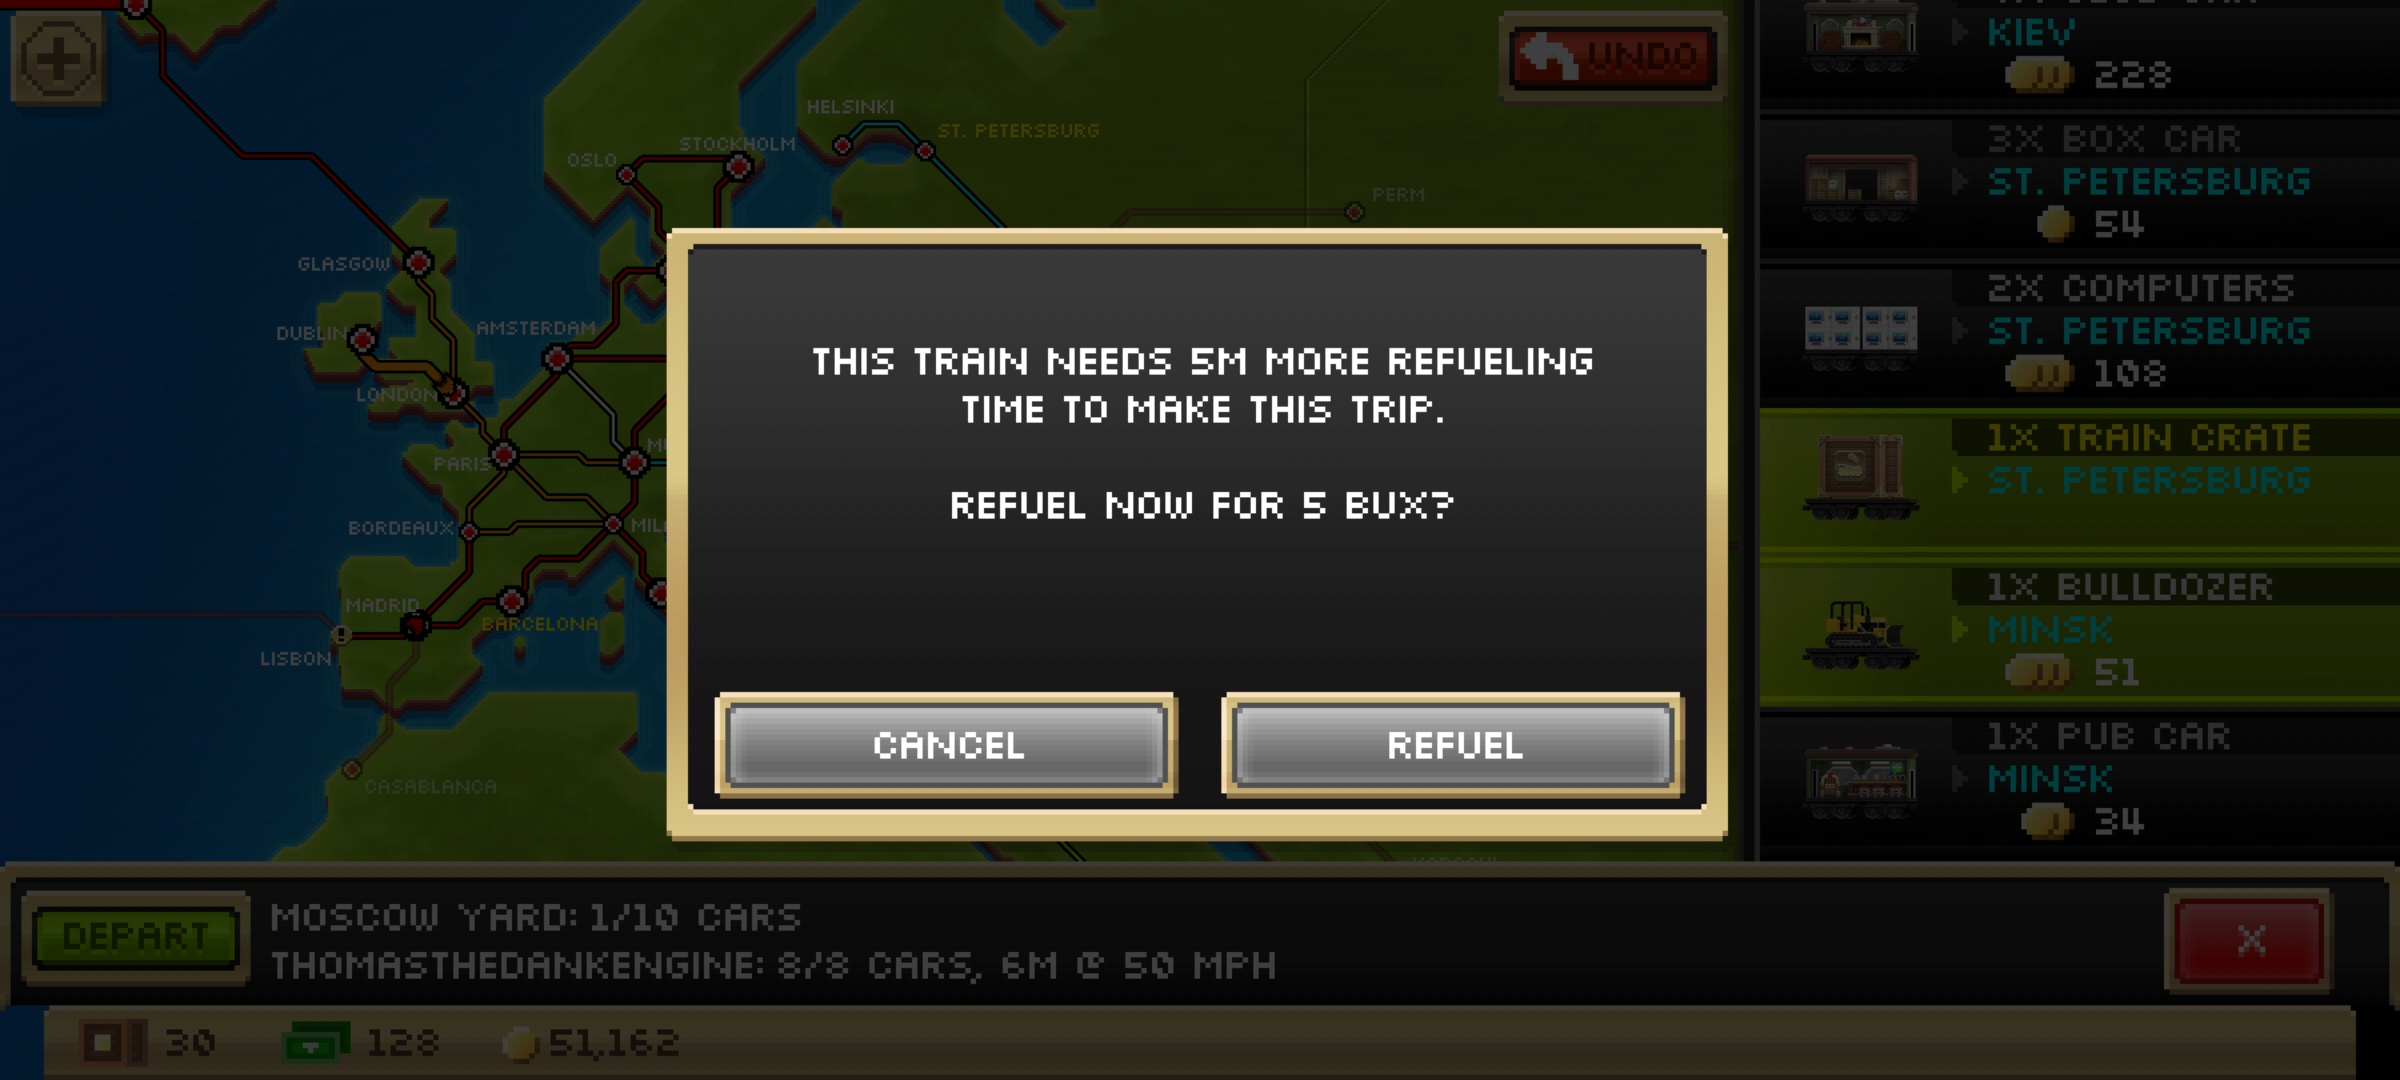 UNDO
KIEV
228
3X BOX CAR
ST. PETERSBURG
54
2X COMPUTERS
ST. PETERSBURG
108
1X TRAIN CRATE
ST. PETERSBURG
1X BULLDOZER
MINSK
51
1X PUB CAR
MINSK
34
HELSINKI
ST. PETERSBURG
STOCKHOLM
OSLO
PERM
GLASGOW
DUBLIN
AMSTERDAM
LONDON
PARIS
BORDEAUX
MIL
MADRID
BARCELONA
LISBON
CASABLANCA
THIS TRAIN NEEDS 5M MORE REFUELING
TIME TO MAKE THIS TRIP.
REFUEL NOW FOR 5 BUX?
CANCEL
REFUEL
DEPART
MOSCOW YARD: 1/10 CARS
THOMASTHEDANKENGINE: 8/8 CARS, 6M @ 50 MPH
X
30
128
51,162